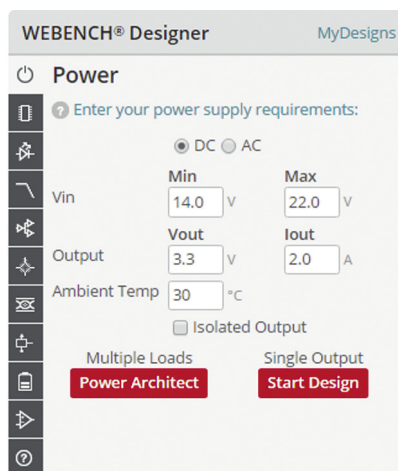 WEBENCH® Designer MyDesigns
Power
? Enter your power supply requirements:
DC AC
Min Max
Vin 14.0 V 22.0 V
Vout Iout
Output 3.3 V 2.0 A
Ambient Temp 30 °C
Isolated Output
Multiple Loads Single Output
Power Architect Start Design
?